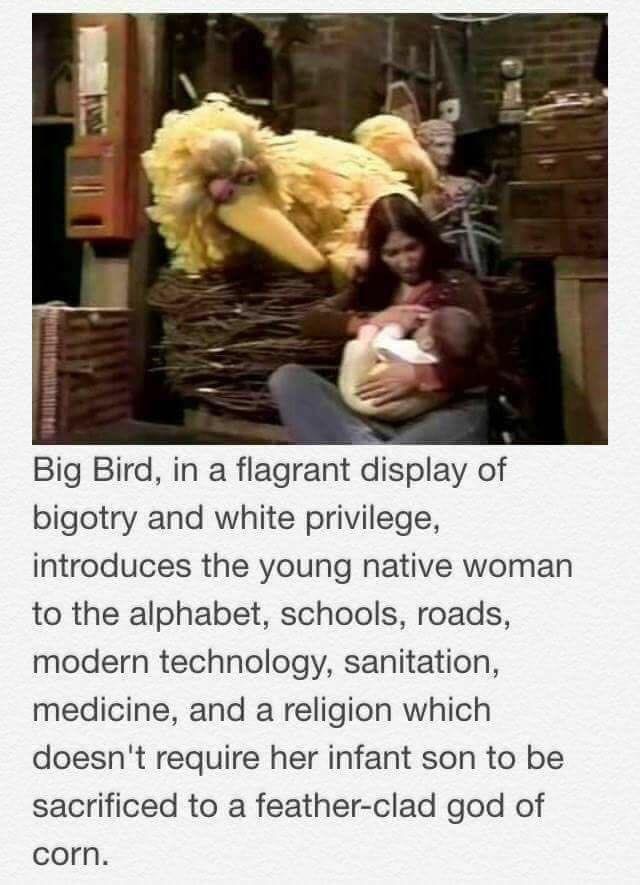 Big Bird, in a flagrant display of
bigotry and white privilege,
introduces the young native woman
to the alphabet, schools, roads,
modern technology, sanitation,
medicine, and a religion which
doesn't require her infant son to be
sacrificed to a feather-clad god of
corn.